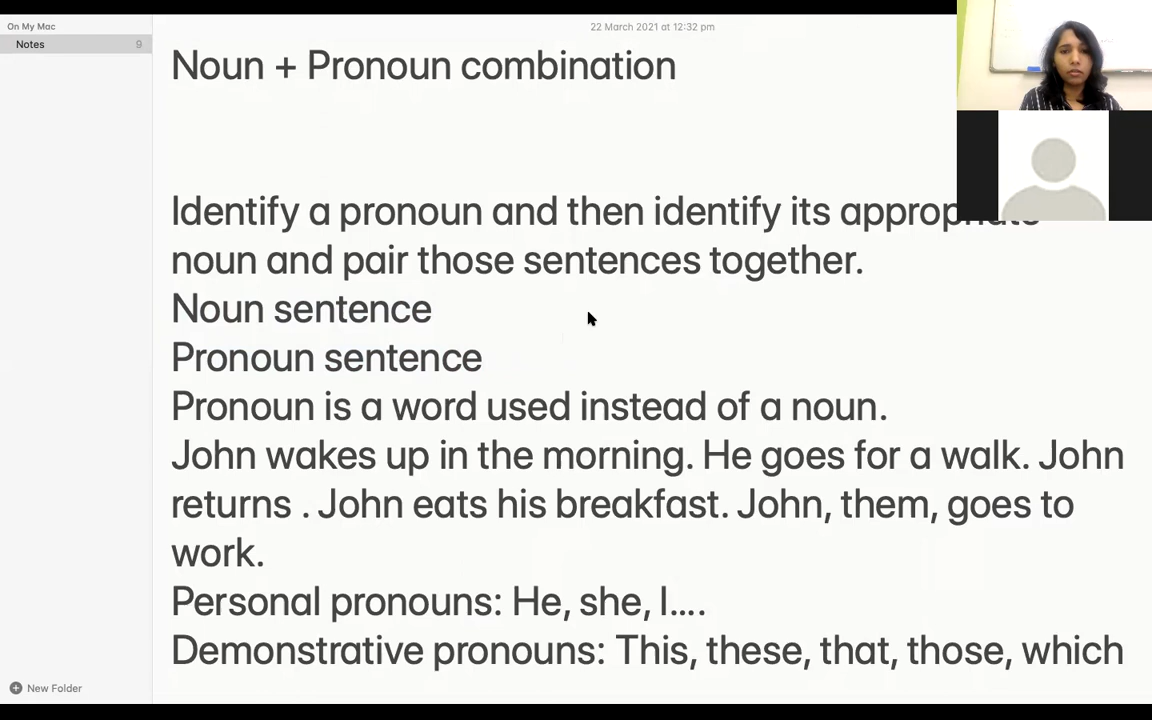 On My Mac
Notes 9
22 March 2021 at 12:32 pm
Noun + Pronoun combination
Identify a pronoun and then identify its appropriate
noun and pair those sentences together.
Noun sentence
Pronoun sentence
Pronoun is a word used instead of a noun.
John wakes up in the morning. He goes for a walk. John
returns . John eats his breakfast. John, them, goes to
work.
Personal pronouns: He, she, I....
Demonstrative pronouns: This, these, that, those, which
New Folder